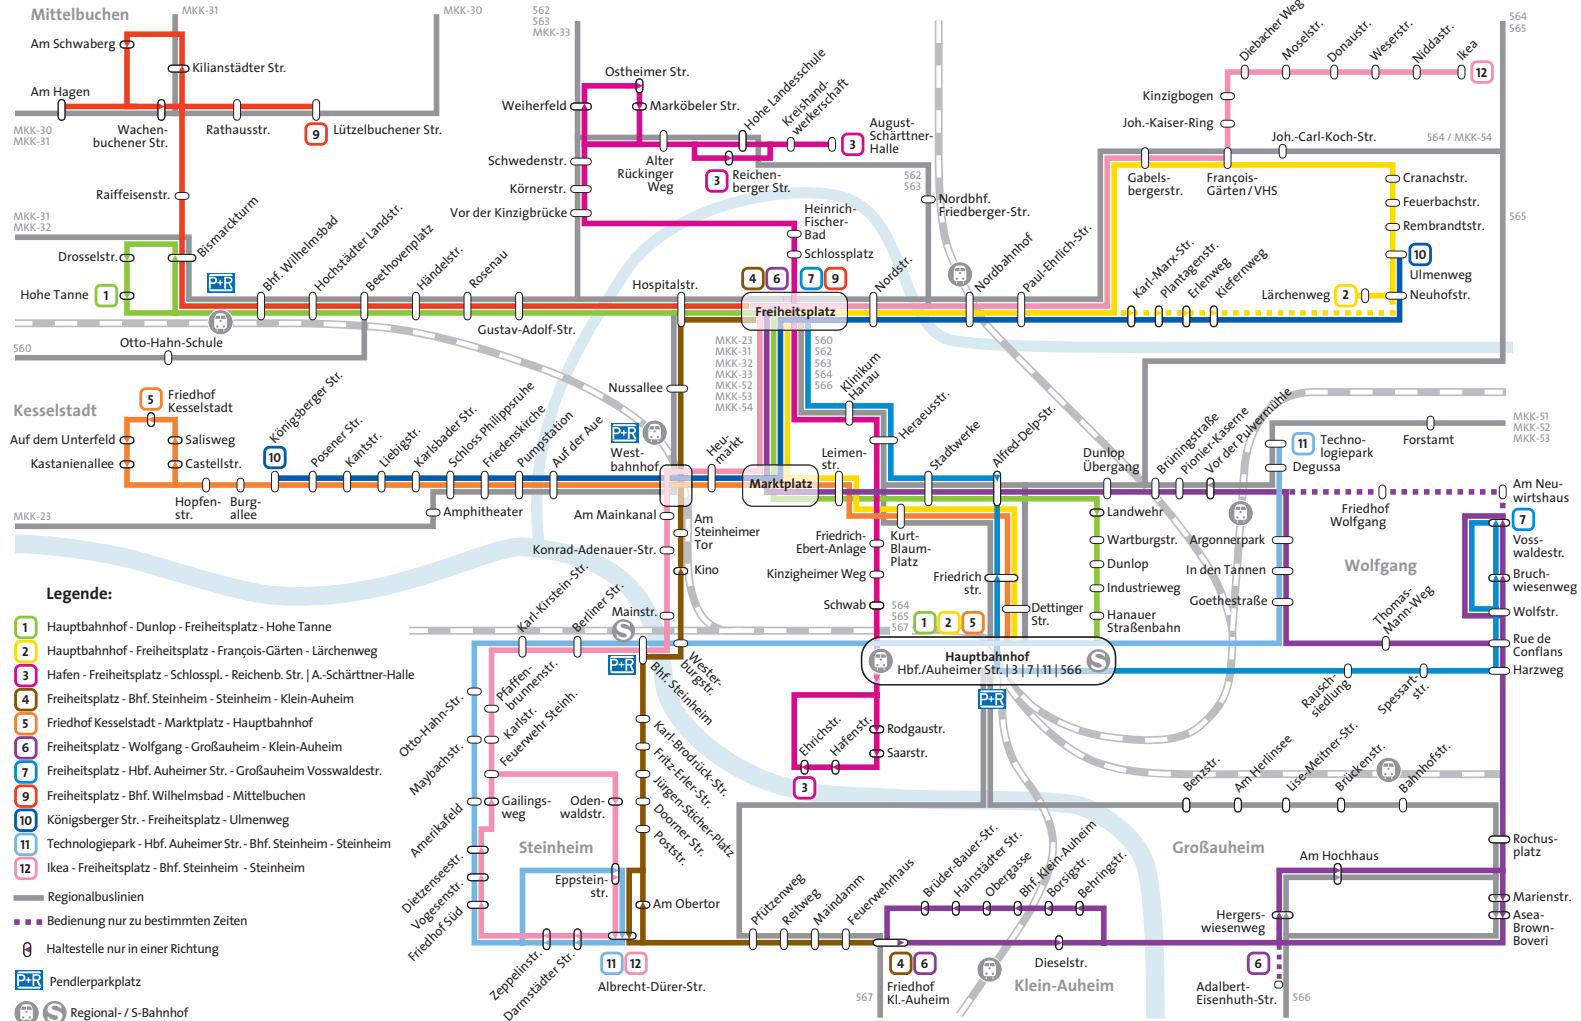 Mittelbuchen
MKK-31
MKK-30
Am Schwaberg
Kilianstädter Str.
Am Hagen
MKK-30
MKK-31
Wachen-
buchener Str.
Rathausstr.
9
Lützelbuchener Str.
Raiffeisenstr.
MKK-31
MKK-32
Bismarckturm
Drosselstr.
Hohe Tanne
1
P+R
Bhf. Wilhelmsbad
Hochstädter Landstr.
Beethovenplatz
Händelstr.
Rosenau
Gustav-Adolf-Str.
Otto-Hahn-Schule
560
562
563
MKK-33
Ostheimer Str.
Weiherfeld
Marköbeler Str.
Hohe Landesschule
Kreishand-
werkerschaft
3
August-
Schärttner-
Halle
Schwedenstr.
Alter
Rückinger
Weg
3
Reichen-
berger Str.
Körnerstr.
Vor der Kinzigbrücke
562
563
Nordbhf.
Friedberger-Str.
Heinrich-
Fischer-
Bad
Schlossplatz
Hospitalstr.
4
6
7
9
Freiheitsplatz
Nordstr.
Nordbahnhof
Paul-Ehrlich-Str.
Diebacher Weg
Moselstr.
Donaustr.
Weserstr.
Niddastr.
Ikea
12
564
565
Kinzigbogen
Joh.-Kaiser-Ring
Joh.-Carl-Koch-Str.
564 / MKK-54
Gabels-
bergerstr.
François-
Gärten/VHS
Cranachstr.
Feuerbachstr.
Rembrandtstr.
565
10
Ulmenweg
Karl-Marx-Str.
Plantagenstr.
Erlenweg
Kiefernweg
Lärchenweg
2
Neuhofstr.
MKK-23
MKK-31
MKK-32
MKK-33
MKK-52
MKK-53
MKK-54
560
562
563
564
566
Nussallee
Klinikum
Hanau
Heraeusstr.
Kesselstadt
5
Friedhof
Kesselstadt
Auf dem Unterfeld
Salisweg
Kastanienallee
Castellstr.
Hopfen-
str.
Burg-
allee
10
Königsberger Str.
Posener Str.
Kantstr.
Liebigstr.
Karlsbader Str.
Schloss Philippsruhe
Friedenskirche
Pumpstation
Auf der Aue
P+R
West-
bahnhof
Heu-
markt
Marktplatz
Leimen-
str.
Stadtwerke
Alfred-Delp-Str.
Dunlop
Übergang
Brüningstraße
Pionier-Kaserne
Vor der Pulvermühle
11
Techno-
logiepark
Degussa
Forstamt
MKK-51
MKK-52
MKK-53
Friedhof
Wolfgang
Am Neu-
wirtshaus
MKK-23
Amphitheater
Am Mainkanal
Am
Steinheimer
Tor
Konrad-Adenauer-Str.
Kino
Friedrich-
Ebert-Anlage
Kurt-
Blaum-
Platz
Kinzigheimer Weg
Schwab
Friedrich
str.
Dettinger
Str.
564
565
567
1
2
5
Landwehr
Wartburgstr.
Dunlop
Industrieweg
Hanauer
Straßenbahn
Argonnerpark
In den Tannen
Goethestraße
Wolfgang
Thomas-
Mann-Weg
7
Voss-
waldestr.
Bruch-
wiesenweg
Wolfstr.
Rue de
Conflans
Harzweg
Hauptbahnhof
Hbf./Auheimer Str. | 3 | 7 | 11 | 566
P+R
Rausch-
siedlung
Spessart-
str.
Karl-Kirstein-Str.
Berliner Str.
Mainstr.
P+R
Bhf. Steinheim
Wester-
burgstr.
Otto-Hahn-Str.
Pfaffen-
brunnenstr.
Karlstr.
Feuerwehr Steinh.
Maybachstr.
Gailings-
weg
Oden-
waldstr.
Amerikafeld
Steinheim
Dietzenseestr.
Vogesenstr.
Friedhof Süd
Eppstein-
str.
Zeppelinstr.
Darmstädter Str.
11
12
Albrecht-Dürer-Str.
Karl-Brodrück-Str.
Fritz-Erler-Str.
Jürgen-Sticher-Platz
Doorner Str.
Poststr.
Am Obertor
Ehrichstr.
Hafenstr.
Rodgaustr.
Saarstr.
3
Pfützenweg
Reitweg
Maindamm
Feuerwehrhaus
Brüder-Bauer-Str.
Hainstädter Str.
Obergasse
Bhf. Klein-Auheim
Borsigstr.
Behringstr.
4
6
Friedhof
Kl.-Auheim
567
Dieselstr.
Klein-Auheim
Benzstr.
Am Herlinsee
Lise-Meitner-Str.
Brückenstr.
Bahnhofstr.
Großauheim
Rochus-
platz
Am Hochhaus
Marienstr.
Hergers-
wiesenweg
Asea-
Brown-
Boveri
6
Adalbert-
Eisenhuth-Str.
566
Legende:
1 Hauptbahnhof - Dunlop - Freiheitsplatz - Hohe Tanne
2 Hauptbahnhof - Freiheitsplatz - François-Gärten - Lärchenweg
3 Hafen - Freiheitsplatz - Schlosspl. - Reichenb. Str. | A.-Schärttner-Halle
4 Freiheitsplatz - Bhf. Steinheim - Steinheim - Klein-Auheim
5 Friedhof Kesselstadt - Marktplatz - Hauptbahnhof
6 Freiheitsplatz - Wolfgang - Großauheim - Klein-Auheim
7 Freiheitsplatz - Hbf. Auheimer Str. - Großauheim Vosswaldestr.
9 Freiheitsplatz - Bhf. Wilhelmsbad - Mittelbuchen
10 Königsberger Str. - Freiheitsplatz - Ulmenweg
11 Technologiepark - Hbf. Auheimer Str. - Bhf. Steinheim - Steinheim
12 Ikea - Freiheitsplatz - Bhf. Steinheim - Steinheim
Regionalbuslinien
Bedienung nur zu bestimmten Zeiten
Haltestelle nur in einer Richtung
P+R Pendlerparkplatz
S Regional- / S-Bahnhof